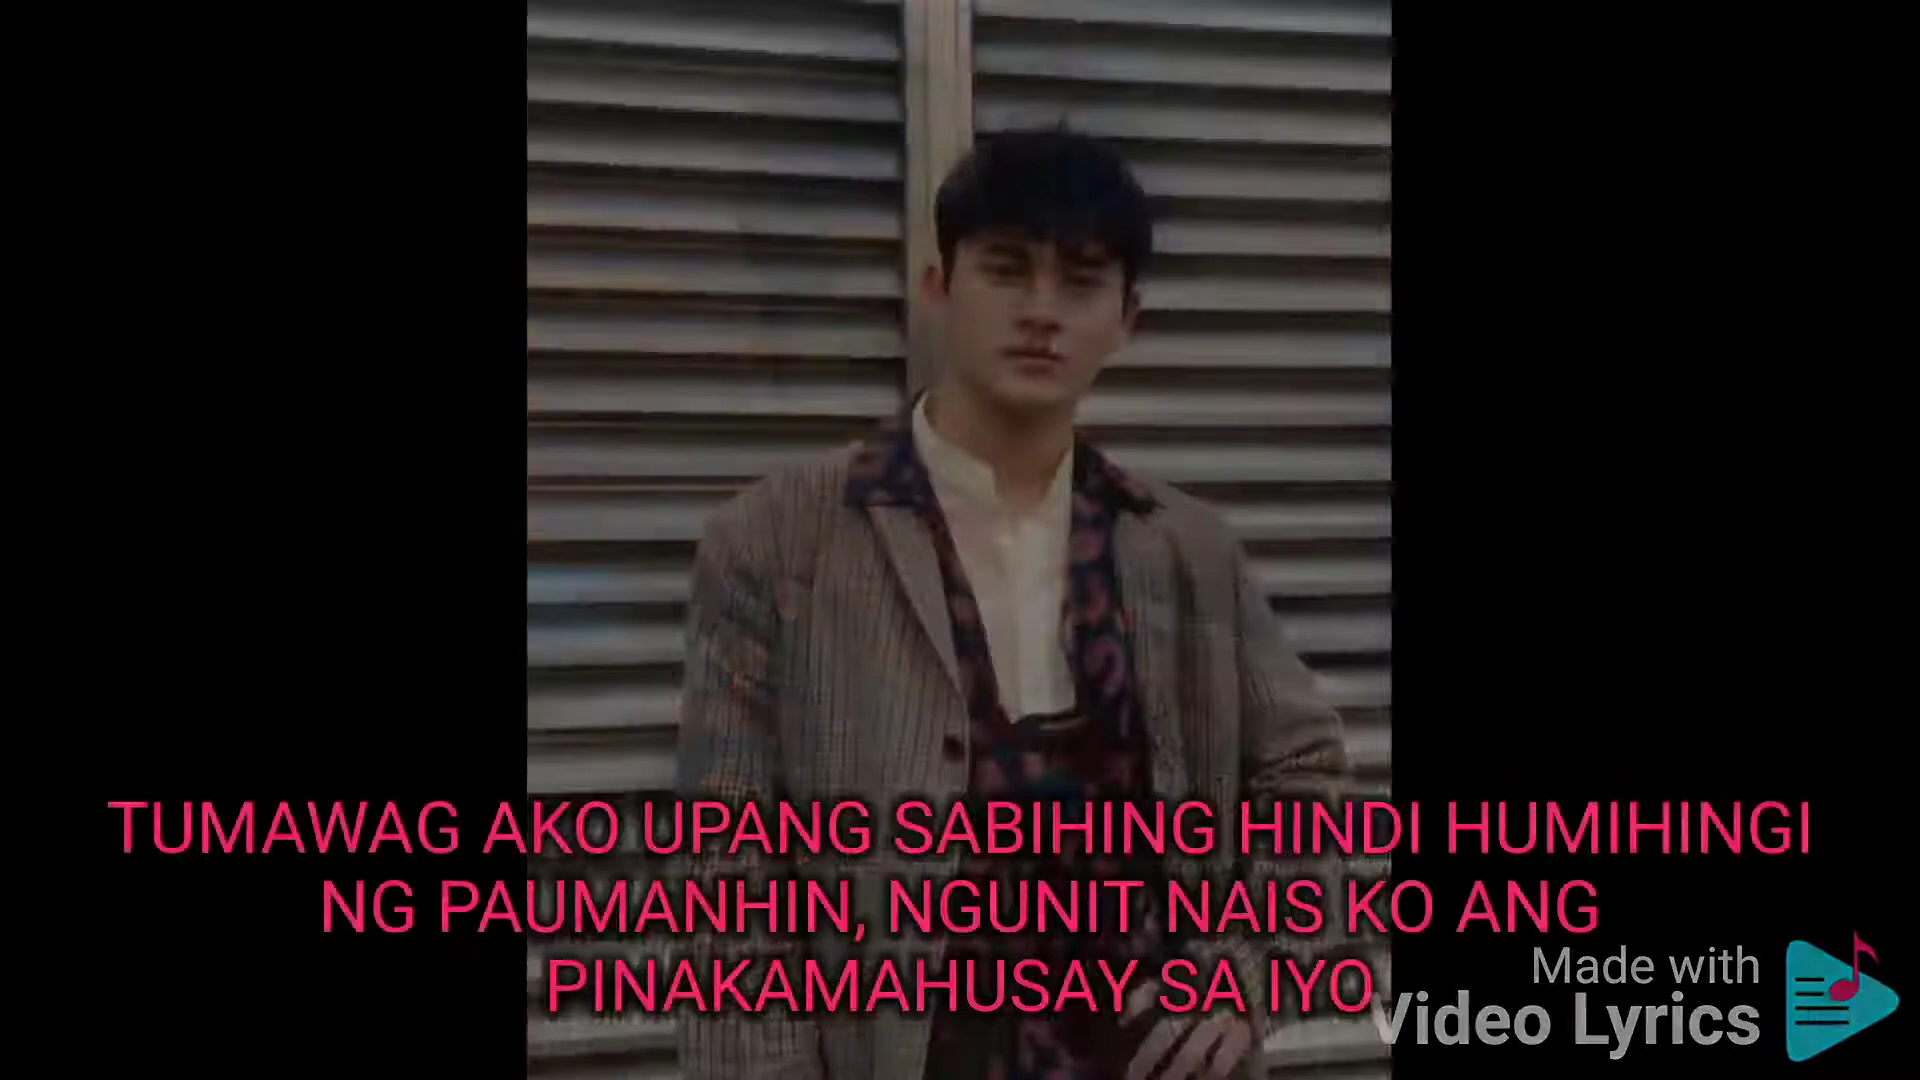 TUMAWAG AKO UPANG SABIHING HINDI HUMIHINGI
NG PAUMANHIN, NGUNIT NAIS KO ANG
PINAKAMAHUSAY SA IYO
Made with
Video Lyrics